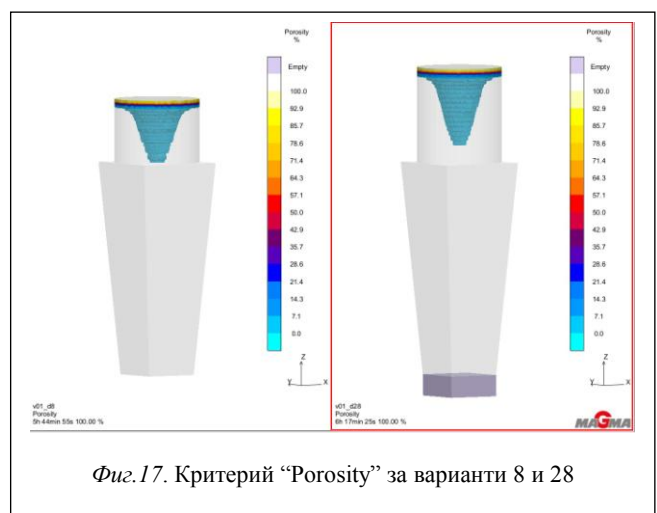 Porosity
%
Empty
100.0
92.9
85.7
78.6
71.4
64.3
57.1
50.0
42.9
35.7
28.6
21.4
14.3
7.1
0.0
Z
Y
X
v01_d8
Porosity
5h 44min 55s 100.00 %
Porosity
%
Empty
100.0
92.9
85.7
78.6
71.4
64.3
57.1
50.0
42.9
35.7
28.6
21.4
14.3
7.1
0.0
Z
Y
X
v01_d28
Porosity
6h 17min 25s 100.00 %
MAGMA
Фиг.17. Критерий “Porosity” за варианти 8 и 28